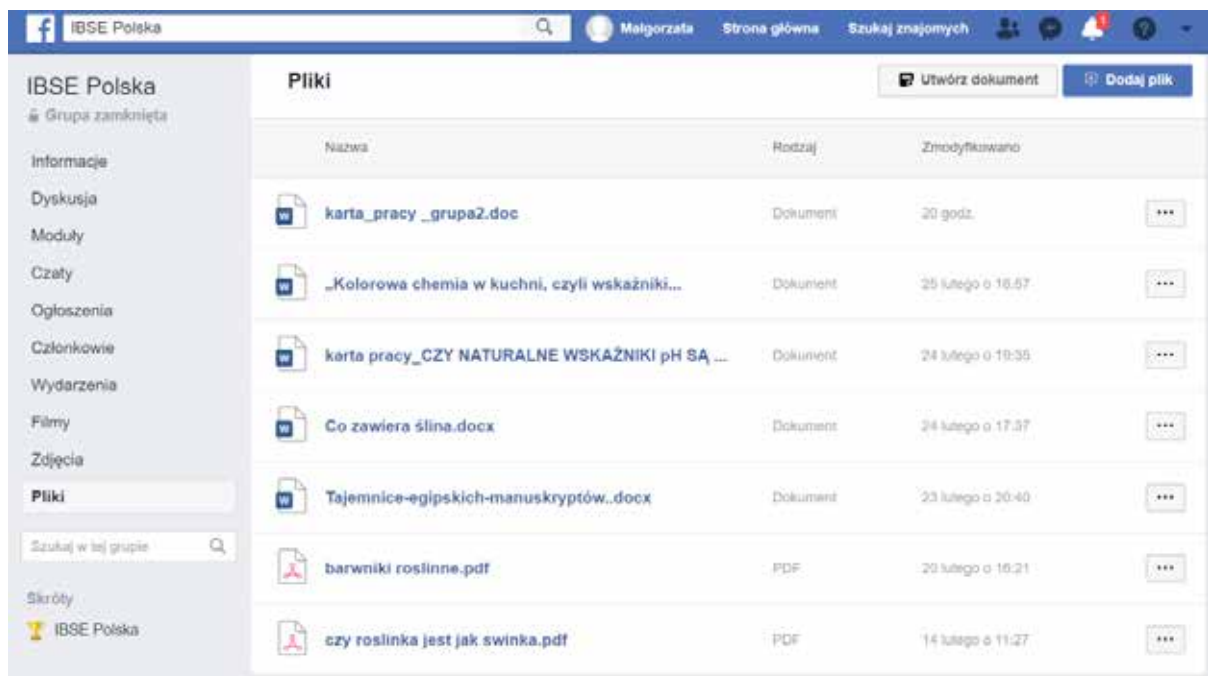 IBSE Polska
Małgorzata
Strona główna
Szukaj znajomych
1
IBSE Polska
Grupa zamknięta
Informacje
Dyskusja
Moduły
Czaty
Ogłoszenia
Członkowie
Wydarzenia
Filmy
Zdjęcia
Pliki
Szukaj w tej grupie
Skróty
IBSE Polska
Pliki
Utwórz dokument
Dodaj plik
Nazwa Rodzaj Zmodyfikowano
karta_pracy _grupa2.doc Dokument 20 godz.
„Kolorowa chemia w kuchni, czyli wskaźniki... Dokument 25 lutego o 16:57
karta pracy_CZY NATURALNE WSKAŹNIKI pH SĄ ... Dokument 24 lutego o 19:35
Co zawiera ślina.docx Dokument 24 lutego o 17:37
Tajemnice-egipskich-manuskryptów..docx Dokument 23 lutego o 20:40
barwniki roslinne.pdf PDF 20 lutego o 16:21
czy roslinka jest jak swinka.pdf PDF 14 lutego o 11:27